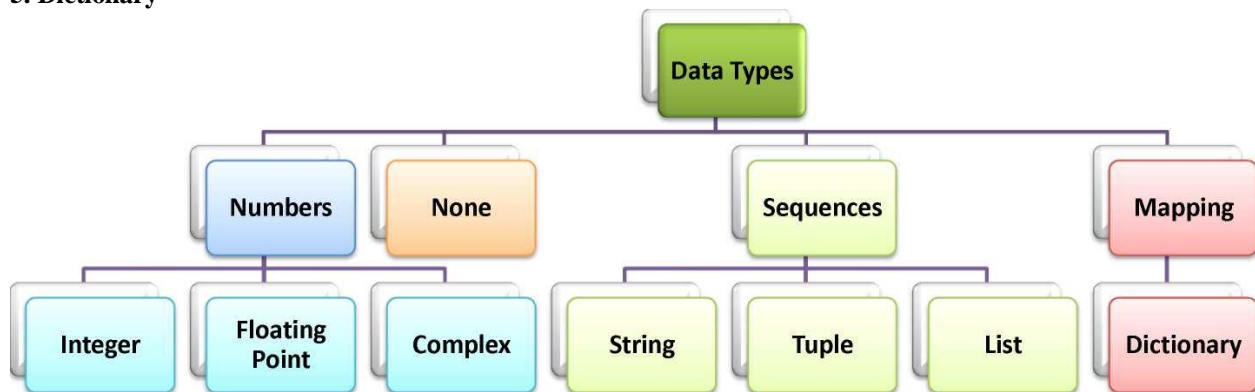 5. Dictionary
Data Types
Numbers
None
Sequences
Mapping
Integer
Floating
Point
Complex
String
Tuple
List
Dictionary